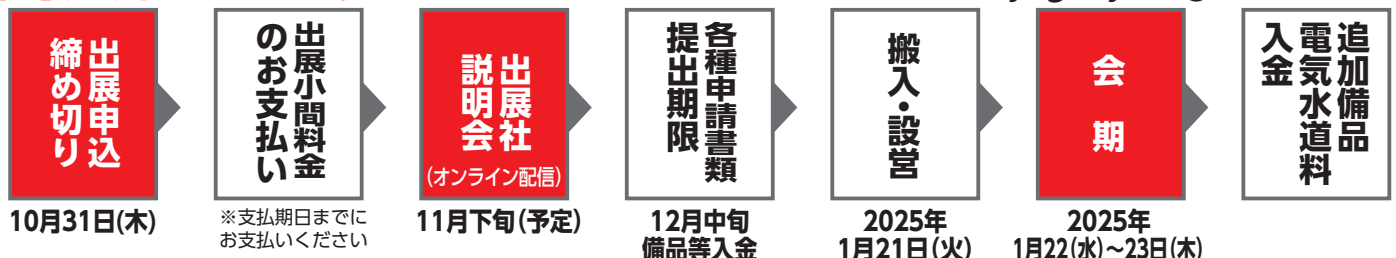 出展申込
締め切り
10月31日(木)
出展小間料金
のお支払い
※支払期日までに
お支払いください
出展社
説明会
(オンライン配信)
11月下旬(予定)
各種申請書類
提出期限
12月中旬
備品等入金
搬入・設営
2025年
1月21日(火)
会期
2025年
1月22(水)～23日(木)
追加備品
電気水道料
入金